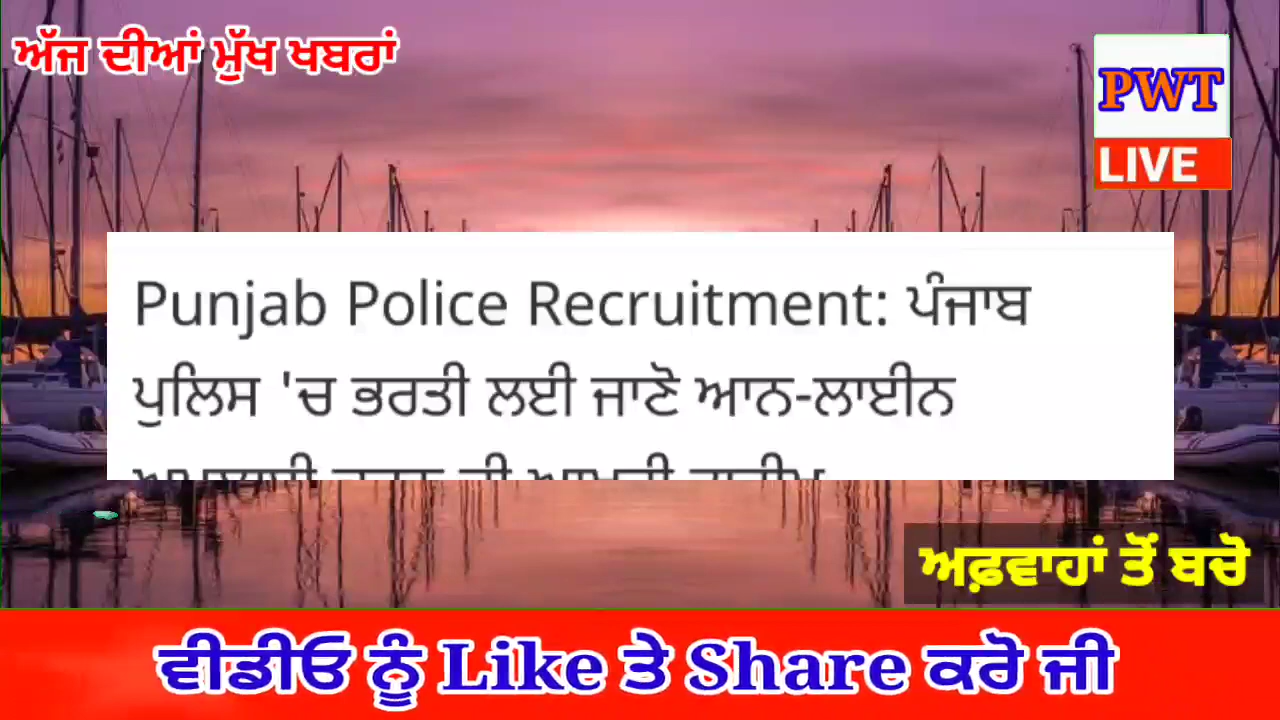 ਅੱਜ ਦੀਆਂ ਮੁੱਖ ਖਬਰਾਂ
PWT
LIVE
Punjab Police Recruitment: ਪੰਜਾਬ
ਪੁਲਿਸ 'ਚ ਭਰਤੀ ਲਈ ਜਾਣੋ ਆਨ-ਲਾਈਨ
ਅਫ਼ਵਾਹਾਂ ਤੋਂ ਬਚੋ
ਵੀਡੀਓ ਨੂੰ Like ਤੇ Share ਕਰੋ ਜੀ